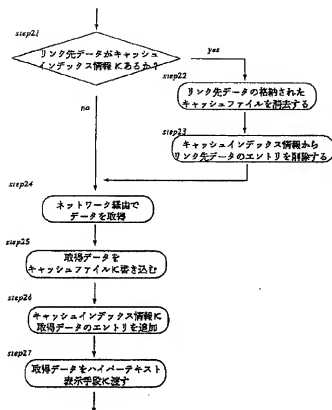 step21
リンク先データがキャッシュ
インデックス情報にあるか?
yes
step22
リンク先データの格納された
キャッシュファイルを消去する
no
step23
キャッシュインデックス情報から
リンク先データのエントリを削除する
step24
ネットワーク経由で
データを取得
step25
取得データを
キャッシュファイルに書き込む
step26
キャッシュインデックス情報に
取得データのエントリを追加
step27
取得データをハイパーテキスト
表示手段に渡す